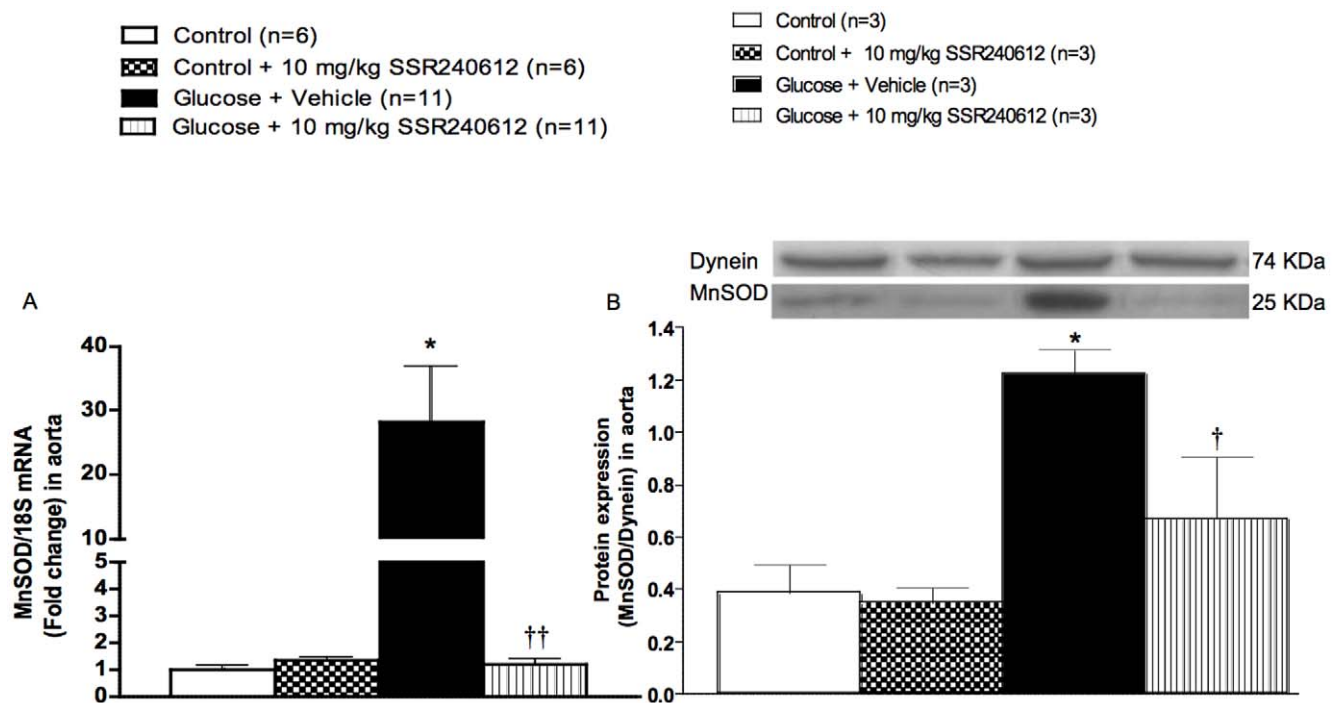 Control (n=6)
Control + 10 mg/kg SSR240612 (n=6)
Glucose + Vehicle (n=11)
Glucose + 10 mg/kg SSR240612 (n=11)
Control (n=3)
Control + 10 mg/kg SSR240612 (n=3)
Glucose + Vehicle (n=3)
Glucose + 10 mg/kg SSR240612 (n=3)
A
MnSOD/18S mRNA
(Fold change) in aorta
40
30
20
10
5
4
3
2
1
0
*
††
Dynein
74 KDa
MnSOD
25 KDa
B
Protein expression
(MnSOD/Dynein) in aorta
1.4
1.2
1.0
0.8
0.6
0.4
0.2
0.0
*
†